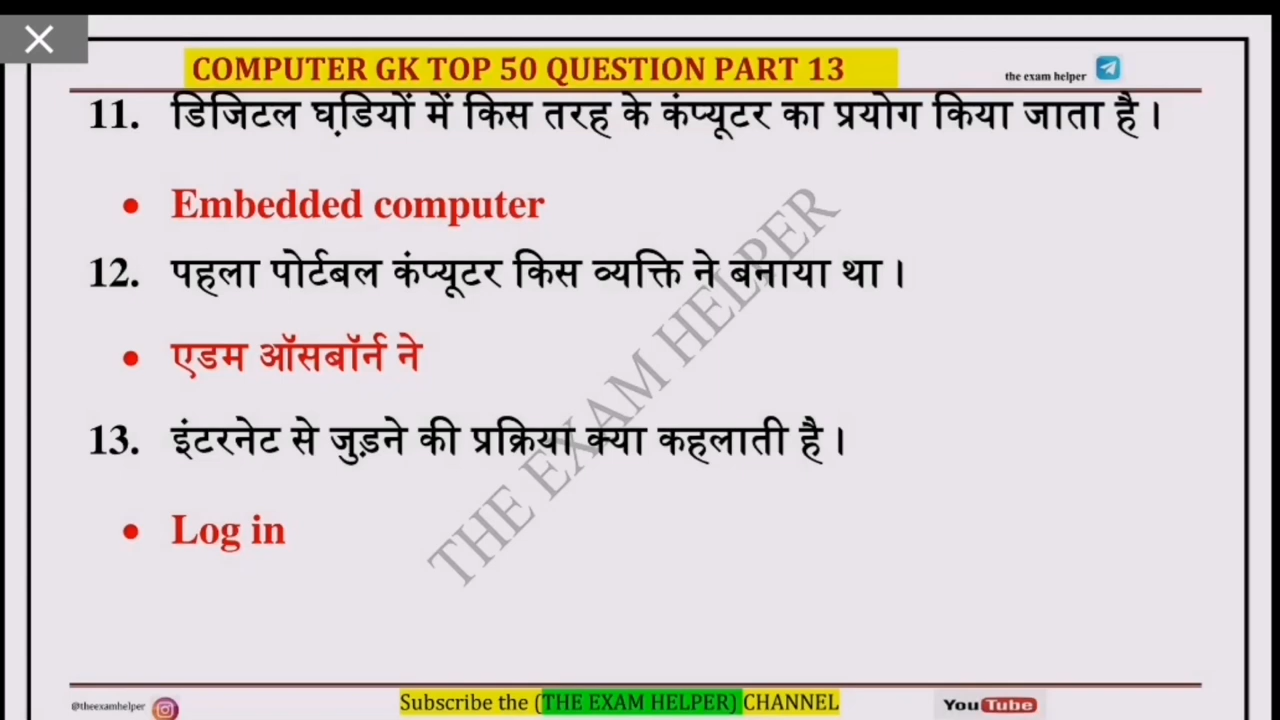 COMPUTER GK TOP 50 QUESTION PART 13
the exam helper
11. डिजिटल घड़ियों में किस तरह के कंप्यूटर का प्रयोग किया जाता है।
• Embedded computer
12. पहला पोर्टबल कंप्यूटर किस व्यक्ति ने बनाया था।
• एडम ऑसबॉर्न ने
13. इंटरनेट से जुड़ने की प्रक्रिया क्या कहलाती है।
• Log in
THE EXAM HELPER
@theexamhelper
Subscribe the (THE EXAM HELPER) CHANNEL
YouTube